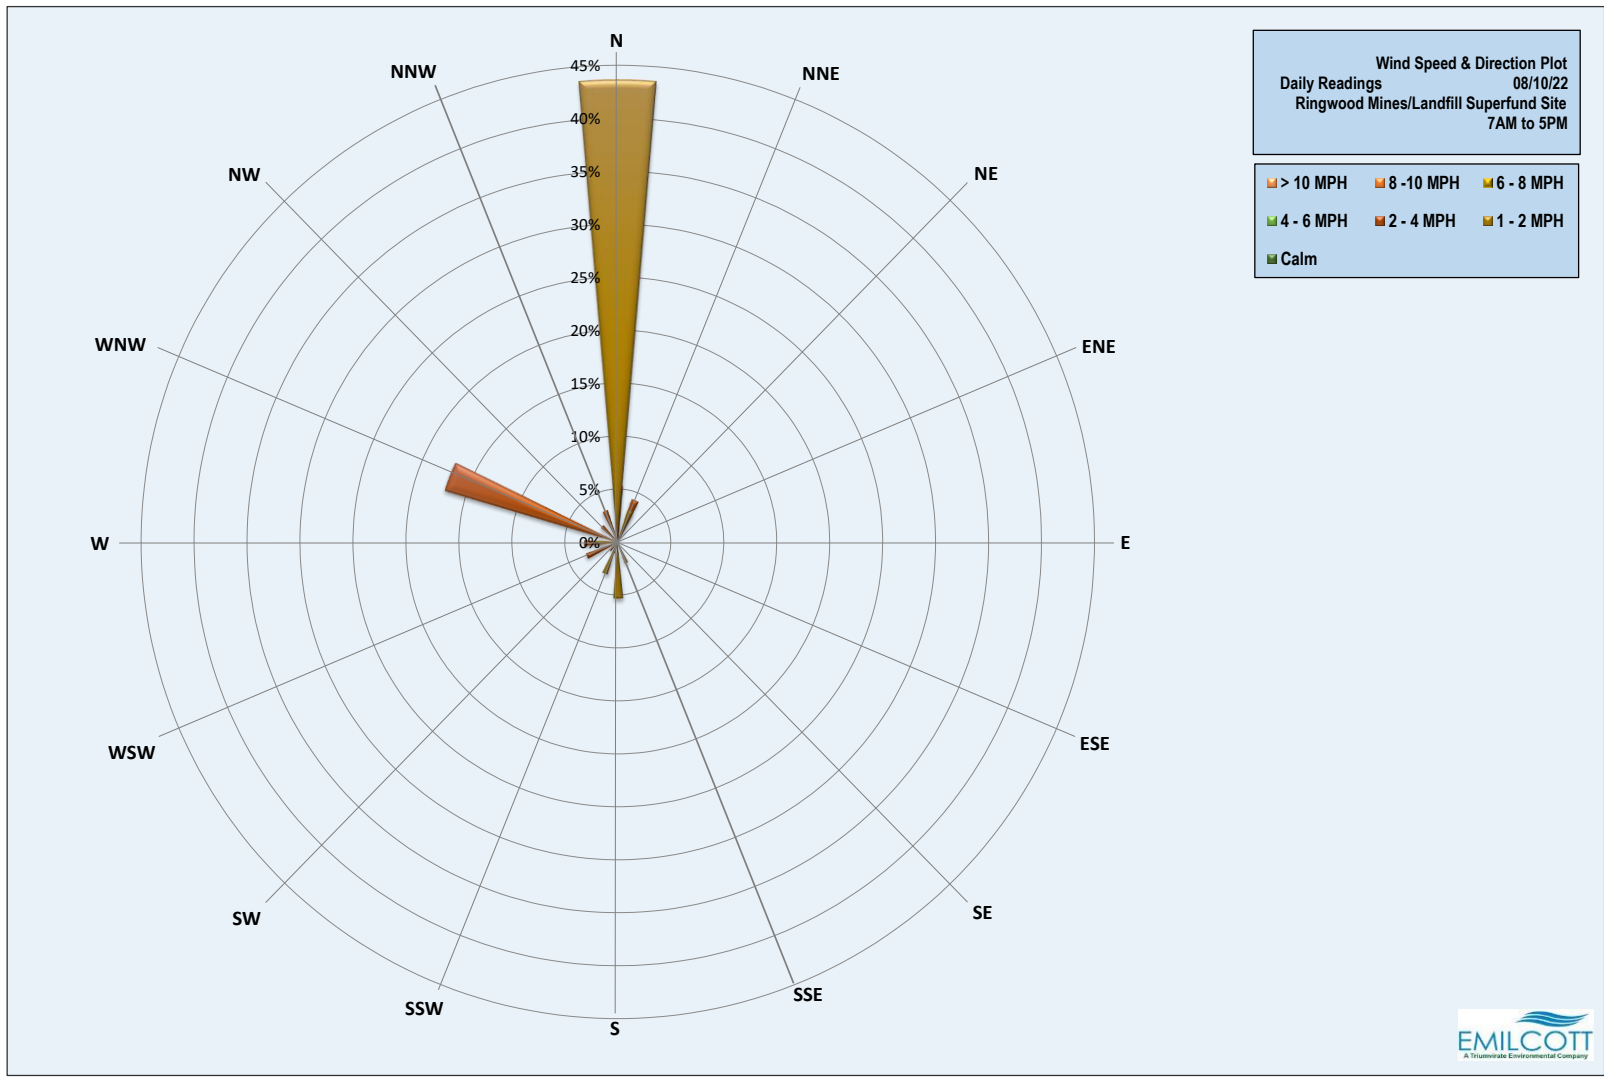 N
NNE
NE
ENE
E
ESE
SE
SSE
S
SSW
SW
WSW
W
WNW
NW
NNW
45%
40%
35%
30%
25%
20%
15%
10%
5%
0%
Wind Speed & Direction Plot
Daily Readings 08/10/22
Ringwood Mines/Landfill Superfund Site
7AM to 5PM
> 10 MPH 8 -10 MPH 6 - 8 MPH
4 - 6 MPH 2 - 4 MPH 1 - 2 MPH
Calm
EMILCOTT
A Triumvirate Environmental Company